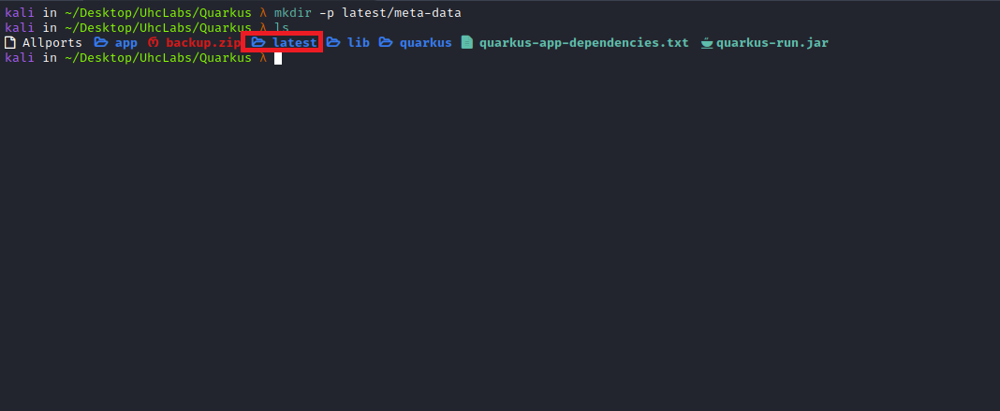 kali in ~/Desktop/UhcLabs/Quarkus λ mkdir -p latest/meta-data
kali in ~/Desktop/UhcLabs/Quarkus λ ls
Allports app backup.zip latest lib quarkus quarkus-app-dependencies.txt quarkus-run.jar
kali in ~/Desktop/UhcLabs/Quarkus λ